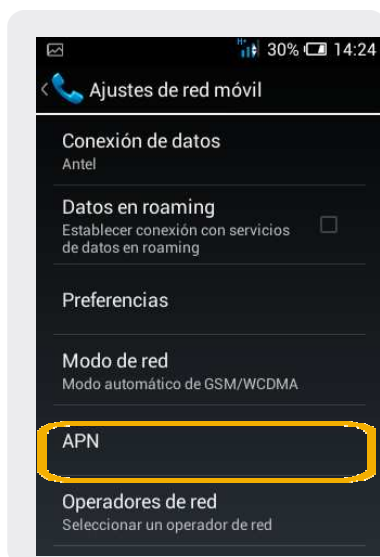 30% 14:24
Ajustes de red móvil
Conexión de datos
Antel
Datos en roaming
Establecer conexión con servicios
de datos en roaming
Preferencias
Modo de red
Modo automático de GSM/WCDMA
APN
Operadores de red
Seleccionar un operador de red